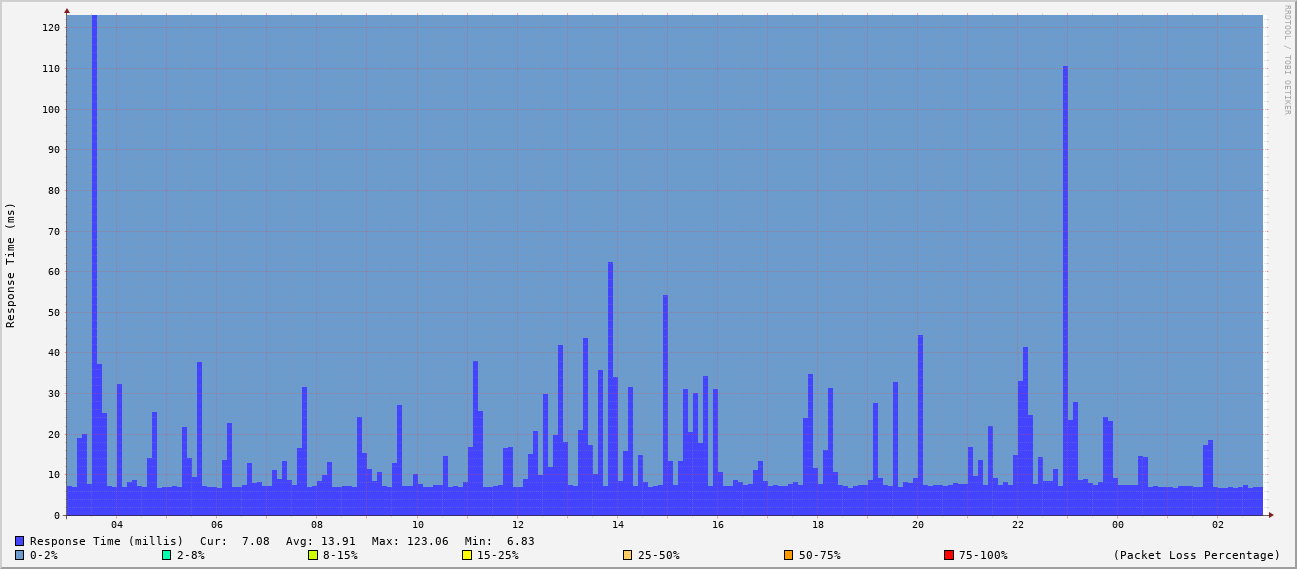 RRDTOOL / TOBI OETIKER
Response Time (ms)
120
110
100
90
80
70
60
50
40
30
20
10
0
04 06 08 10 12 14 16 18 20 22 00 02
Response Time (millis) Cur: 7.08 Avg: 13.91 Max: 123.06 Min: 6.83
0-2% 2-8% 8-15% 15-25% 25-50% 50-75% 75-100% (Packet Loss Percentage)